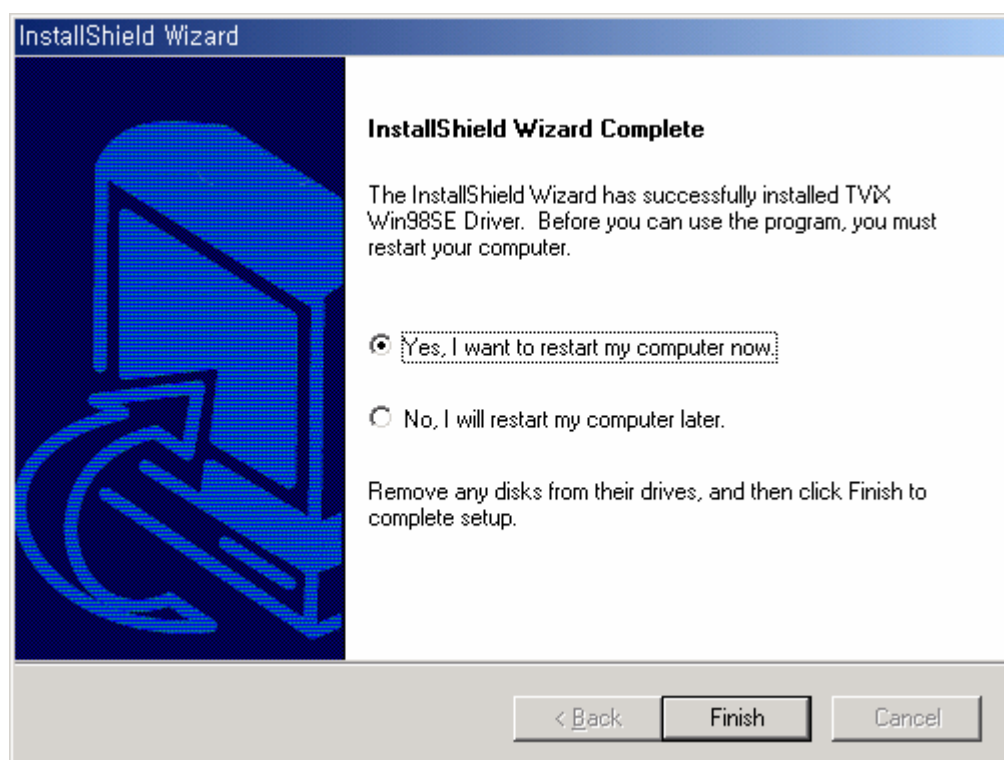 InstallShield Wizard
InstallShield Wizard Complete
The InstallShield Wizard has successfully installed TViX
Win98SE Driver.  Before you can use the program, you must
restart your computer.
Yes, I want to restart my computer now.
No, I will restart my computer later.
Remove any disks from their drives, and then click Finish to
complete setup.
< Back Finish Cancel